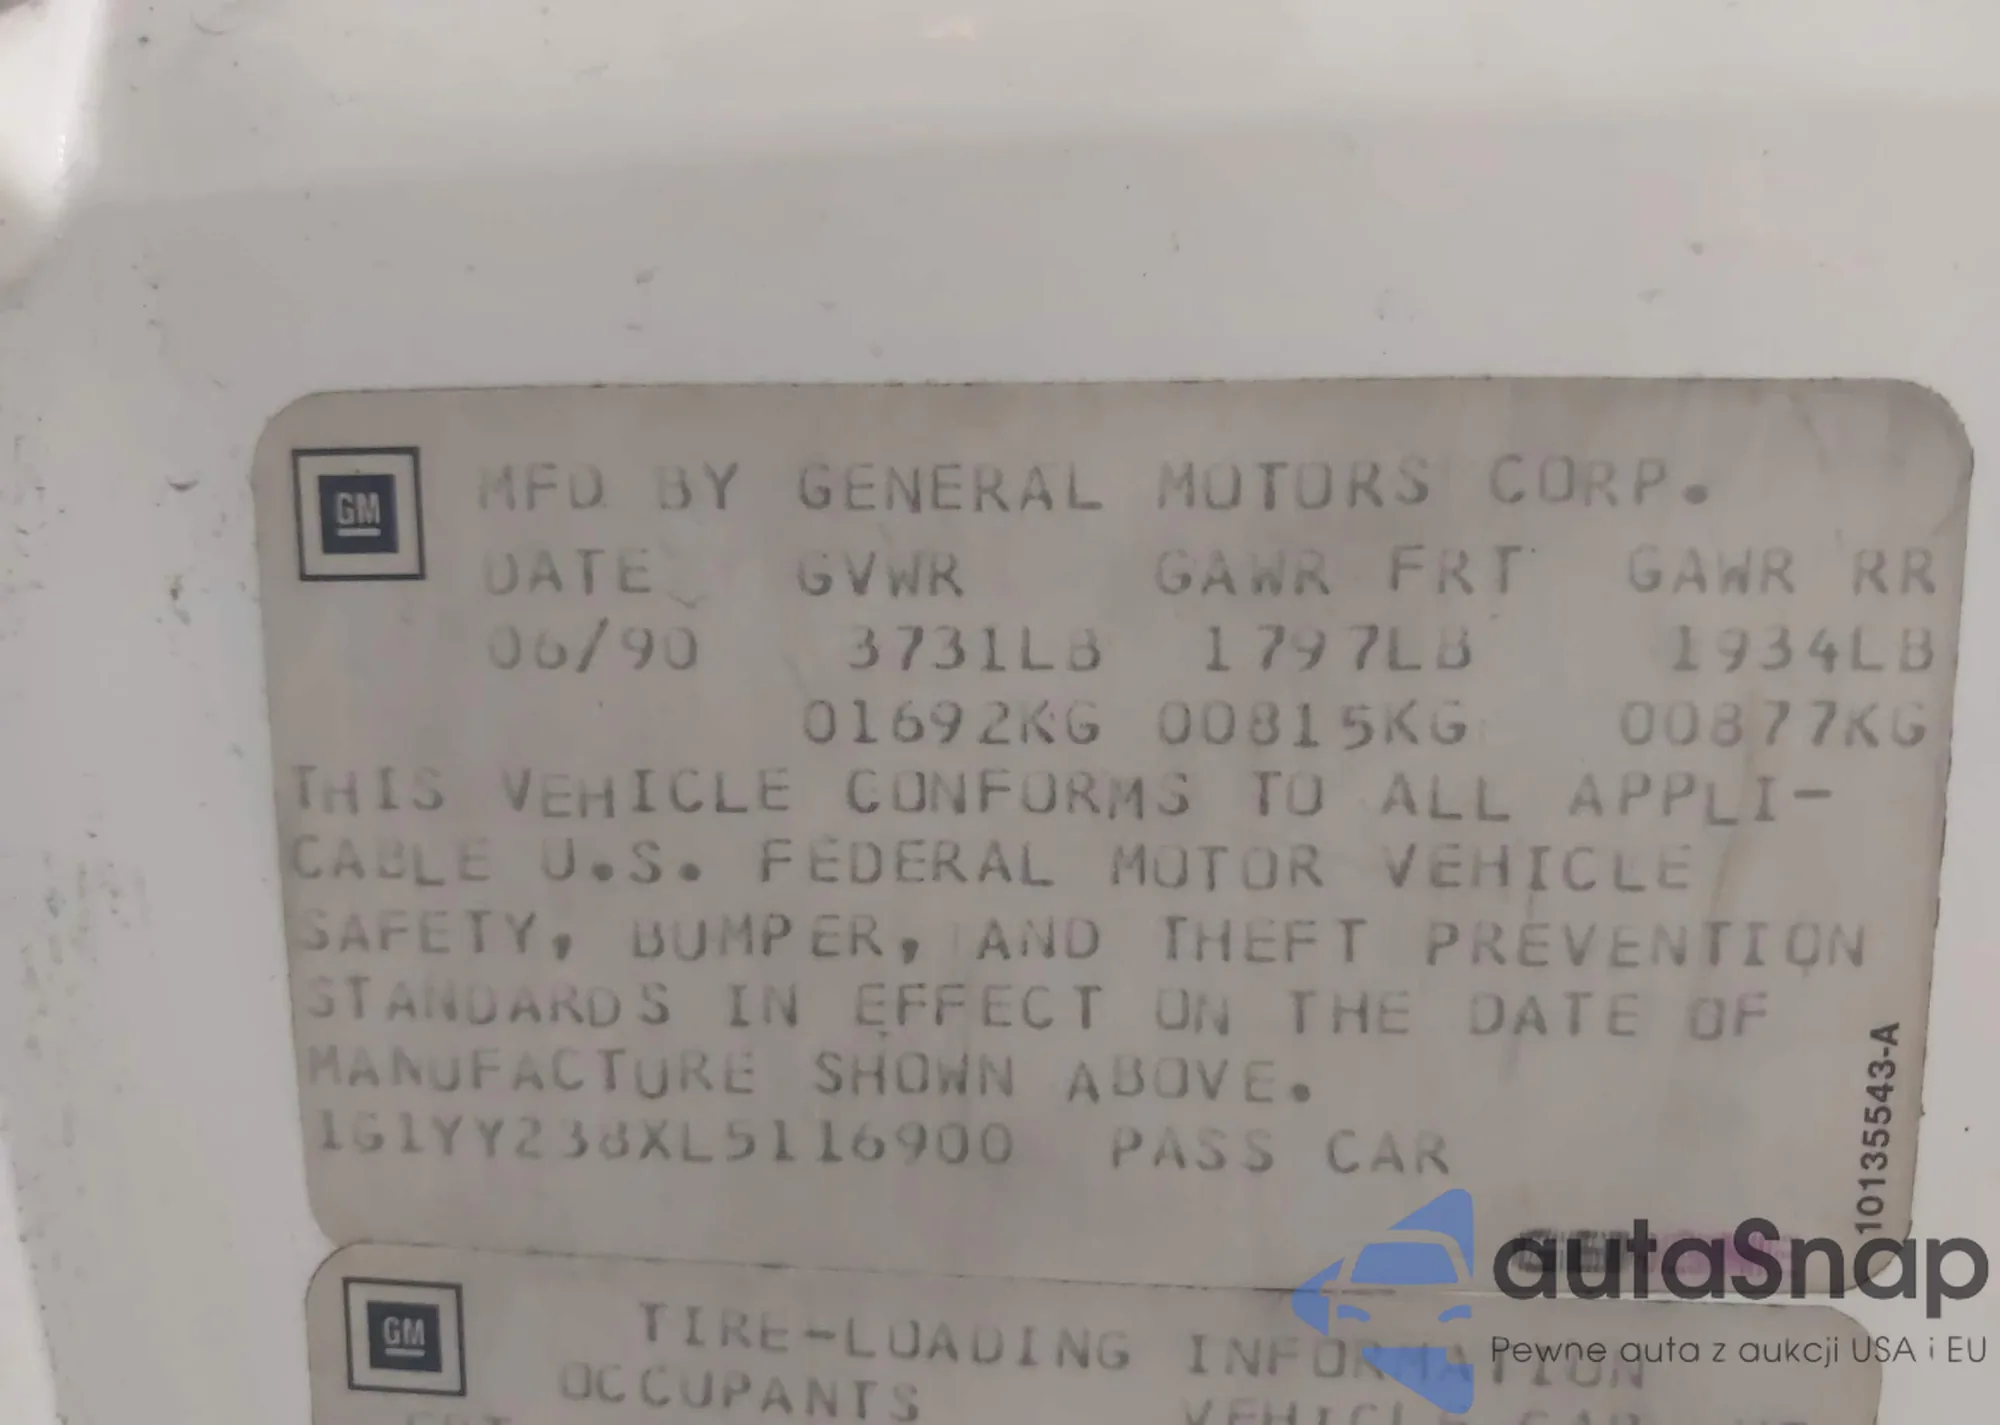 GM
MFD BY GENERAL MOTORS CORP.
DATE GVWR GAWR FRT GAWR RR
06/90 3731LB 1797LB 1934LB
01692KG 00815KG 00877KG
THIS VEHICLE CONFORMS TO ALL APPLI-
CABLE U.S. FEDERAL MOTOR VEHICLE
SAFETY, BUMPER, AND THEFT PREVENTION
STANDARDS IN EFFECT ON THE DATE OF
MANUFACTURE SHOWN ABOVE.
1G1YY238XL5116900 PASS CAR
10135543-A
GM
TIRE-LOADING INFORMATION
OCCUPANTS
autaSnap
Pewne auta z aukcji USA i EU